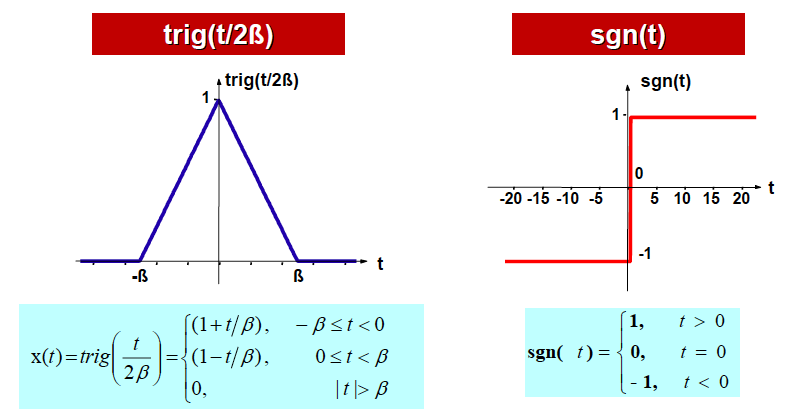 trig(t/2ß)
sgn(t)
trig(t/2ß)
1
-ß
ß
t
sgn(t)
1
0
t
-20 -15 -10 -5 5 10 15 20
-1
x(t) = trig(t/2β) = { (1+t/β), −β ≤ t < 0
(1−t/β), 0 ≤ t < β
0, |t| > β
sgn( t) = { 1, t > 0
0, t = 0
- 1, t < 0